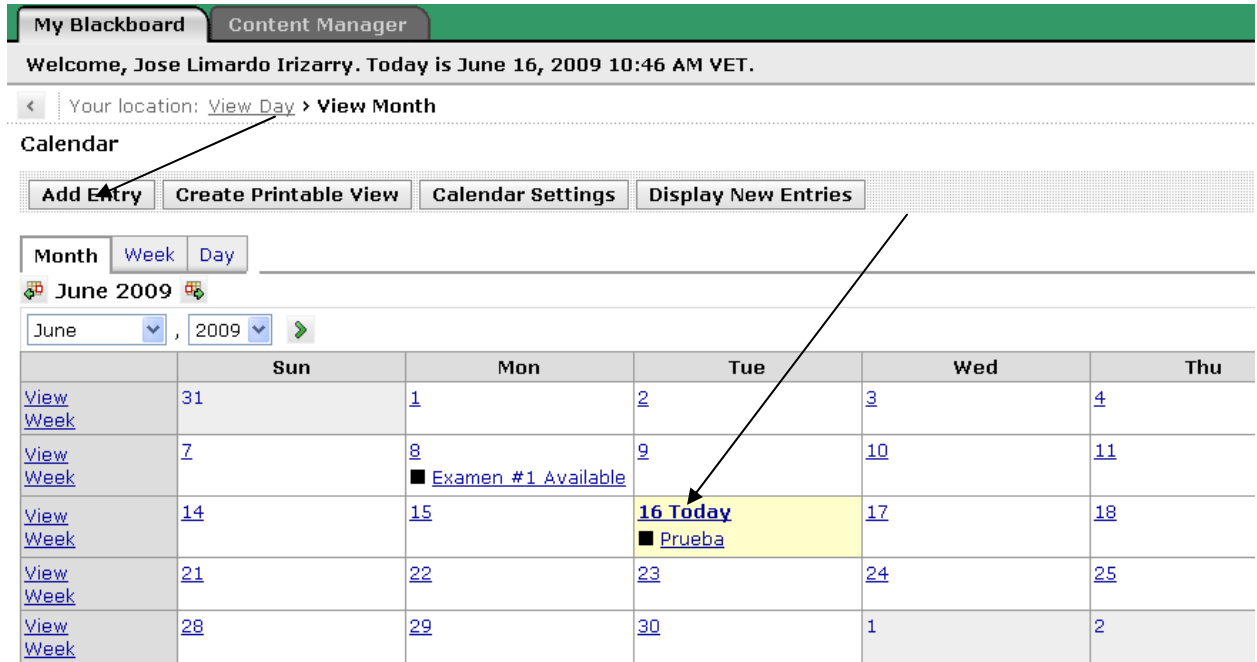 My Blackboard Content Manager
Welcome, Jose Limardo Irizarry. Today is June 16, 2009 10:46 AM VET.
Your location: View Day > View Month
Calendar
Add Entry Create Printable View Calendar Settings Display New Entries
Month Week Day
June 2009
June , 2009
Sun Mon Tue Wed Thu
View Week 31 1 2 3 4
View Week 7 8 9 10 11
Examen #1 Available
View Week 14 15 16 Today 17 18
Prueba
View Week 21 22 23 24 25
View Week 28 29 30 1 2